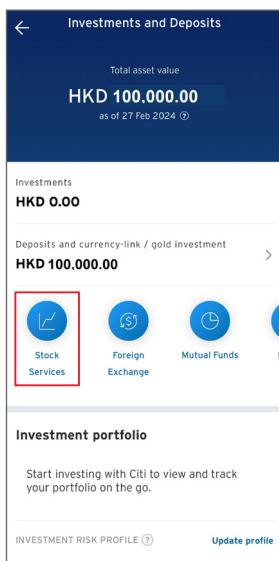 Investments and Deposits
Total asset value
HKD 100,000.00
as of 27 Feb 2024 ?
Investments
HKD 0.00
Deposits and currency-link / gold investment
HKD 100,000.00
Stock
Services
Foreign
Exchange
Mutual Funds
Investment portfolio
Start investing with Citi to view and track
your portfolio on the go.
INVESTMENT RISK PROFILE ?
Update profile